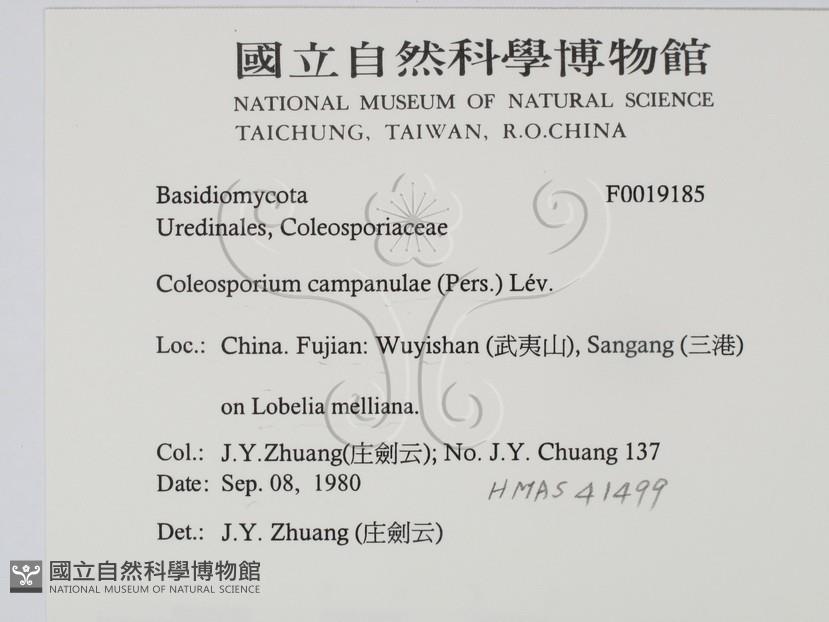 國立自然科學博物館
NATIONAL MUSEUM OF NATURAL SCIENCE
TAICHUNG, TAIWAN, R.O.CHINA
Basidiomycota F0019185
Uredinales, Coleosporiaceae
Coleosporium campanulae (Pers.) Lév.
Loc.: China. Fujian: Wuyishan (武夷山), Sangang (三港)
on Lobelia melliana.
Col.: J.Y.Zhuang(庄劍云); No. J.Y. Chuang 137
Date: Sep. 08, 1980
HMAS 41499
Det.: J.Y. Zhuang (庄劍云)
國立自然科學博物館
NATIONAL MUSEUM OF NATURAL SCIENCE